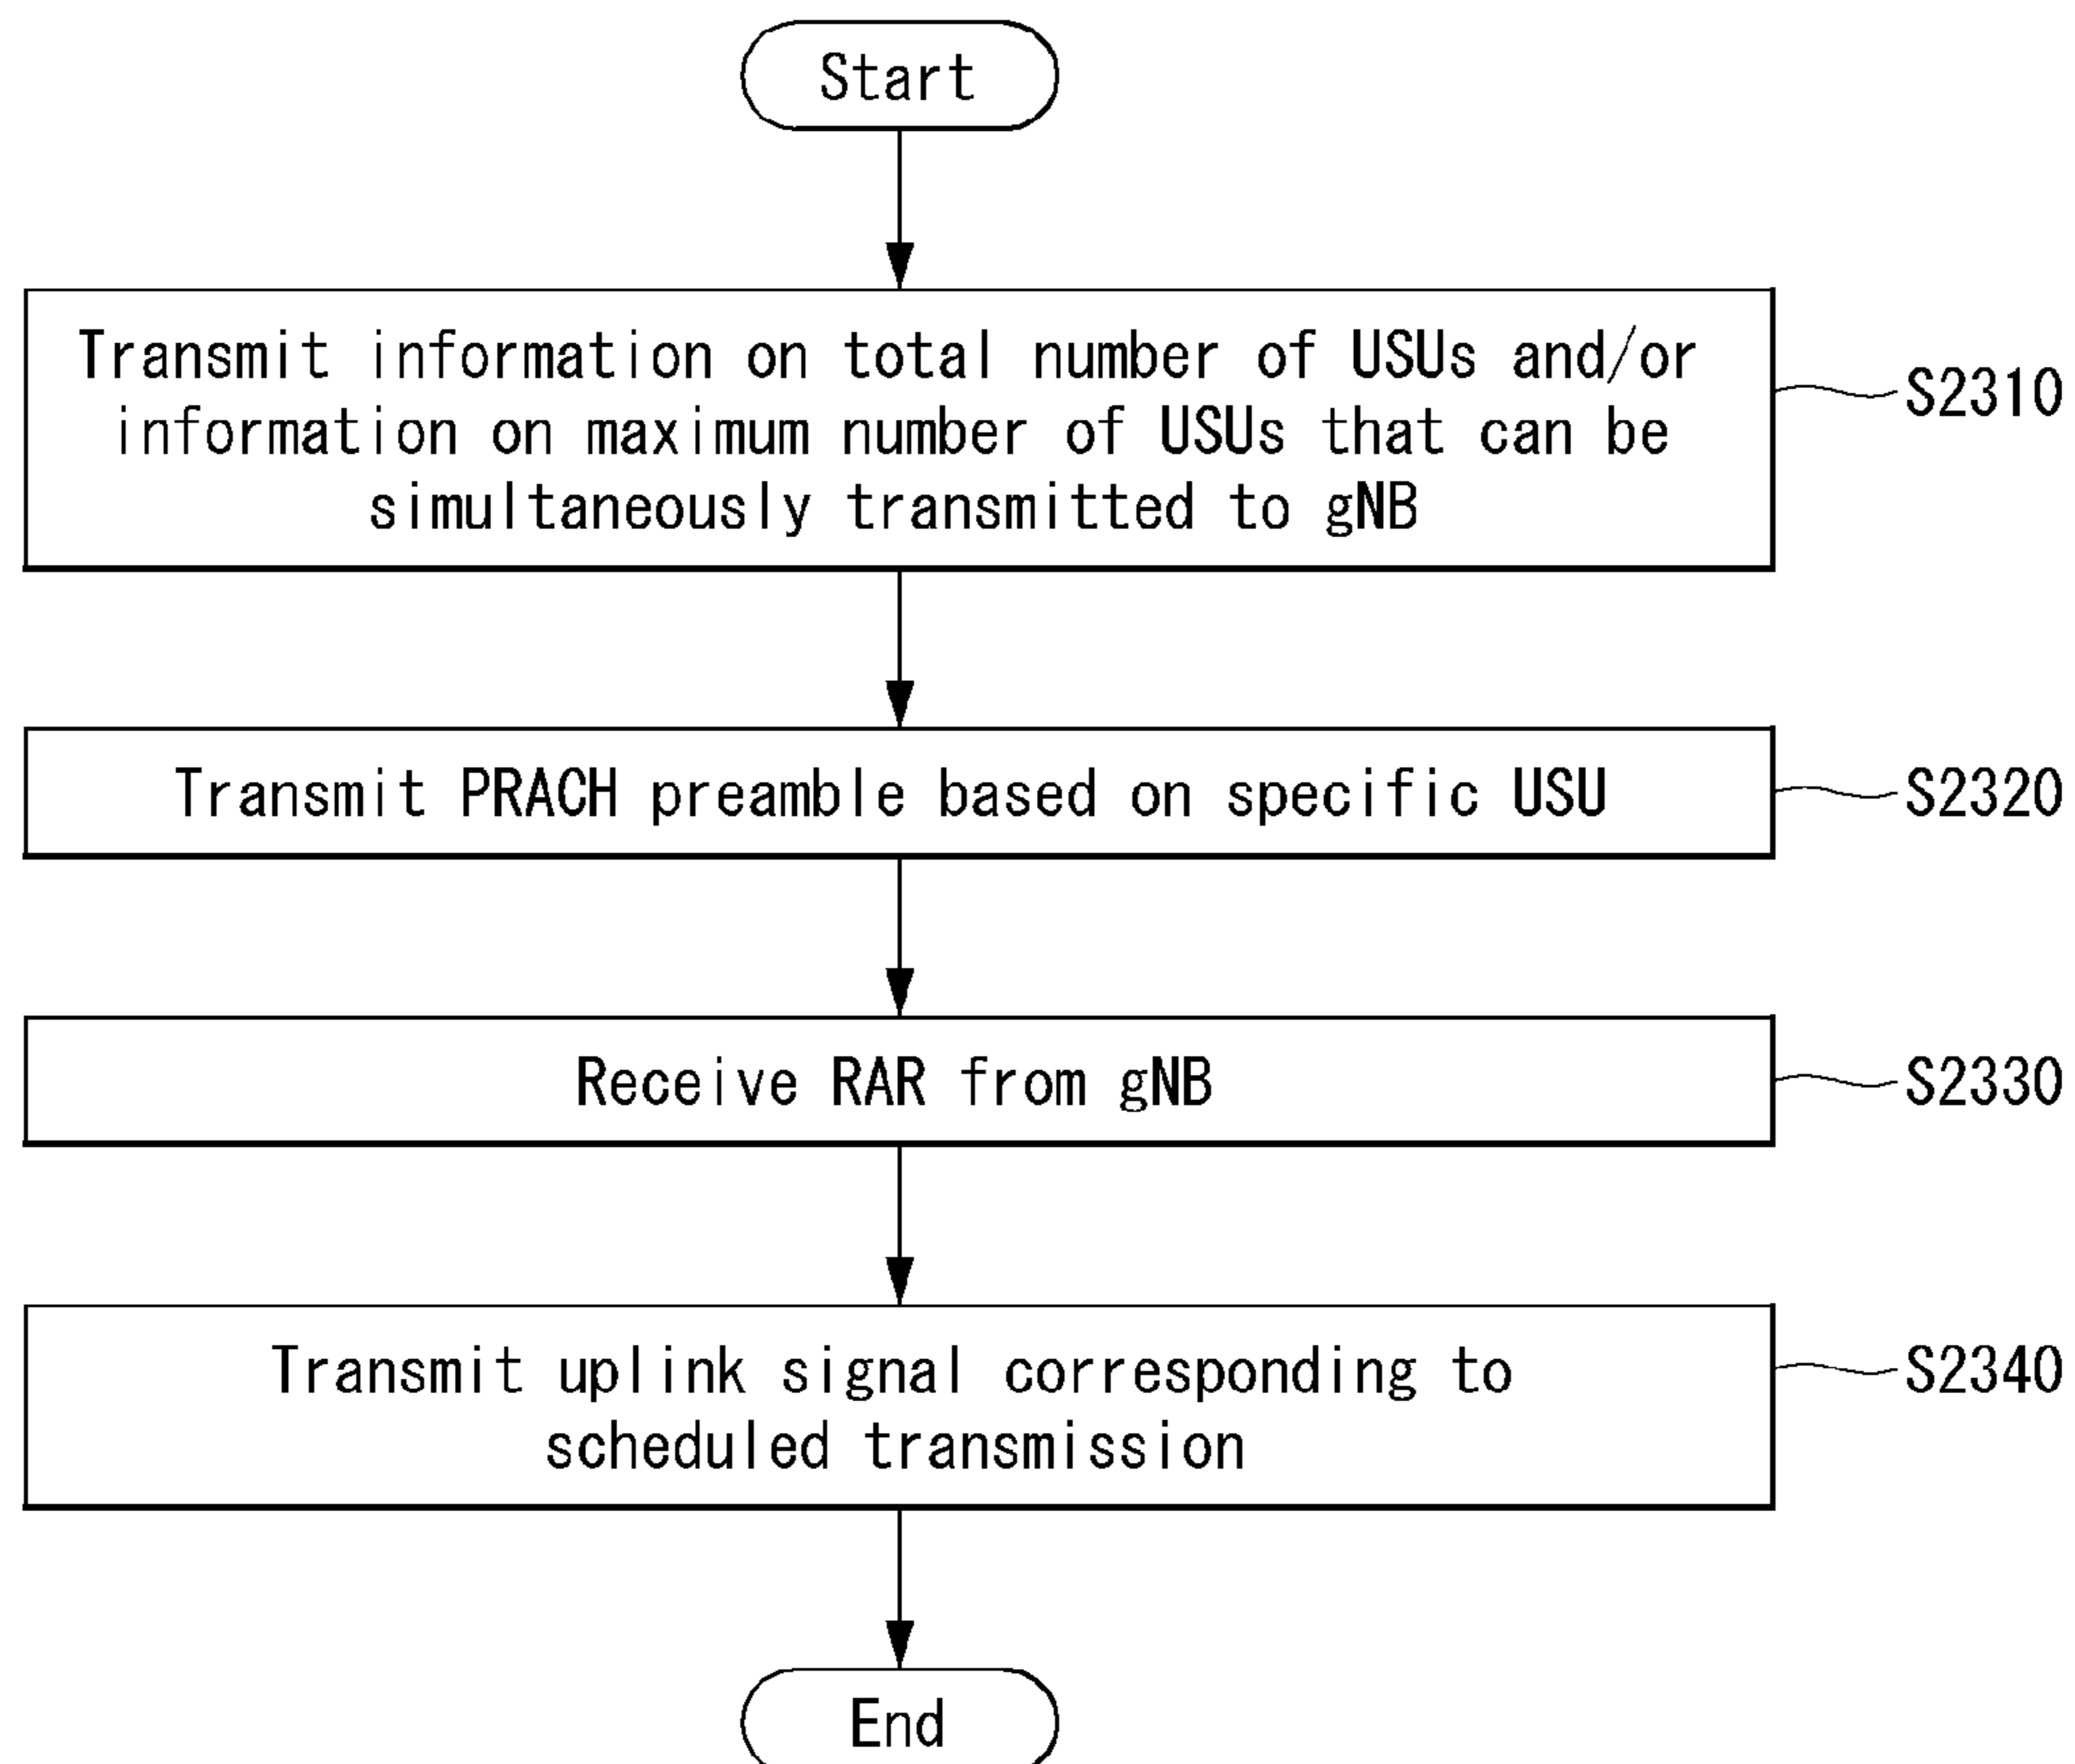 Start
Transmit information on total number of USUs and/or
information on maximum number of USUs that can be
simultaneously transmitted to gNB
S2310
Transmit PRACH preamble based on specific USU
S2320
Receive RAR from gNB
S2330
Transmit uplink signal corresponding to
scheduled transmission
S2340
End